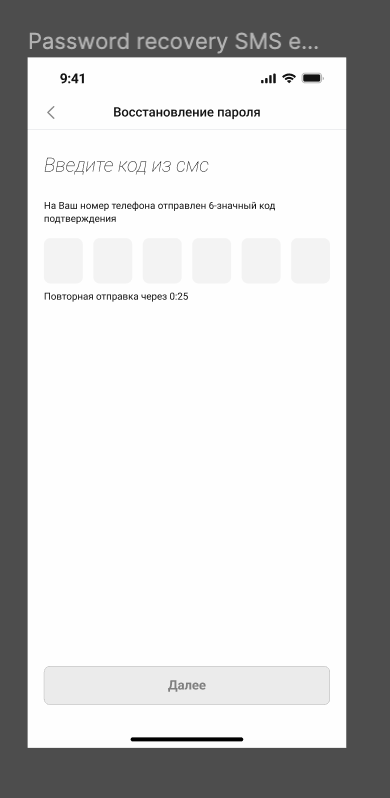 Password recovery SMS e...
9:41
Восстановление пароля
Введите код из смс
На Ваш номер телефона отправлен 6-значный код
подтверждения
Повторная отправка через 0:25
Далее